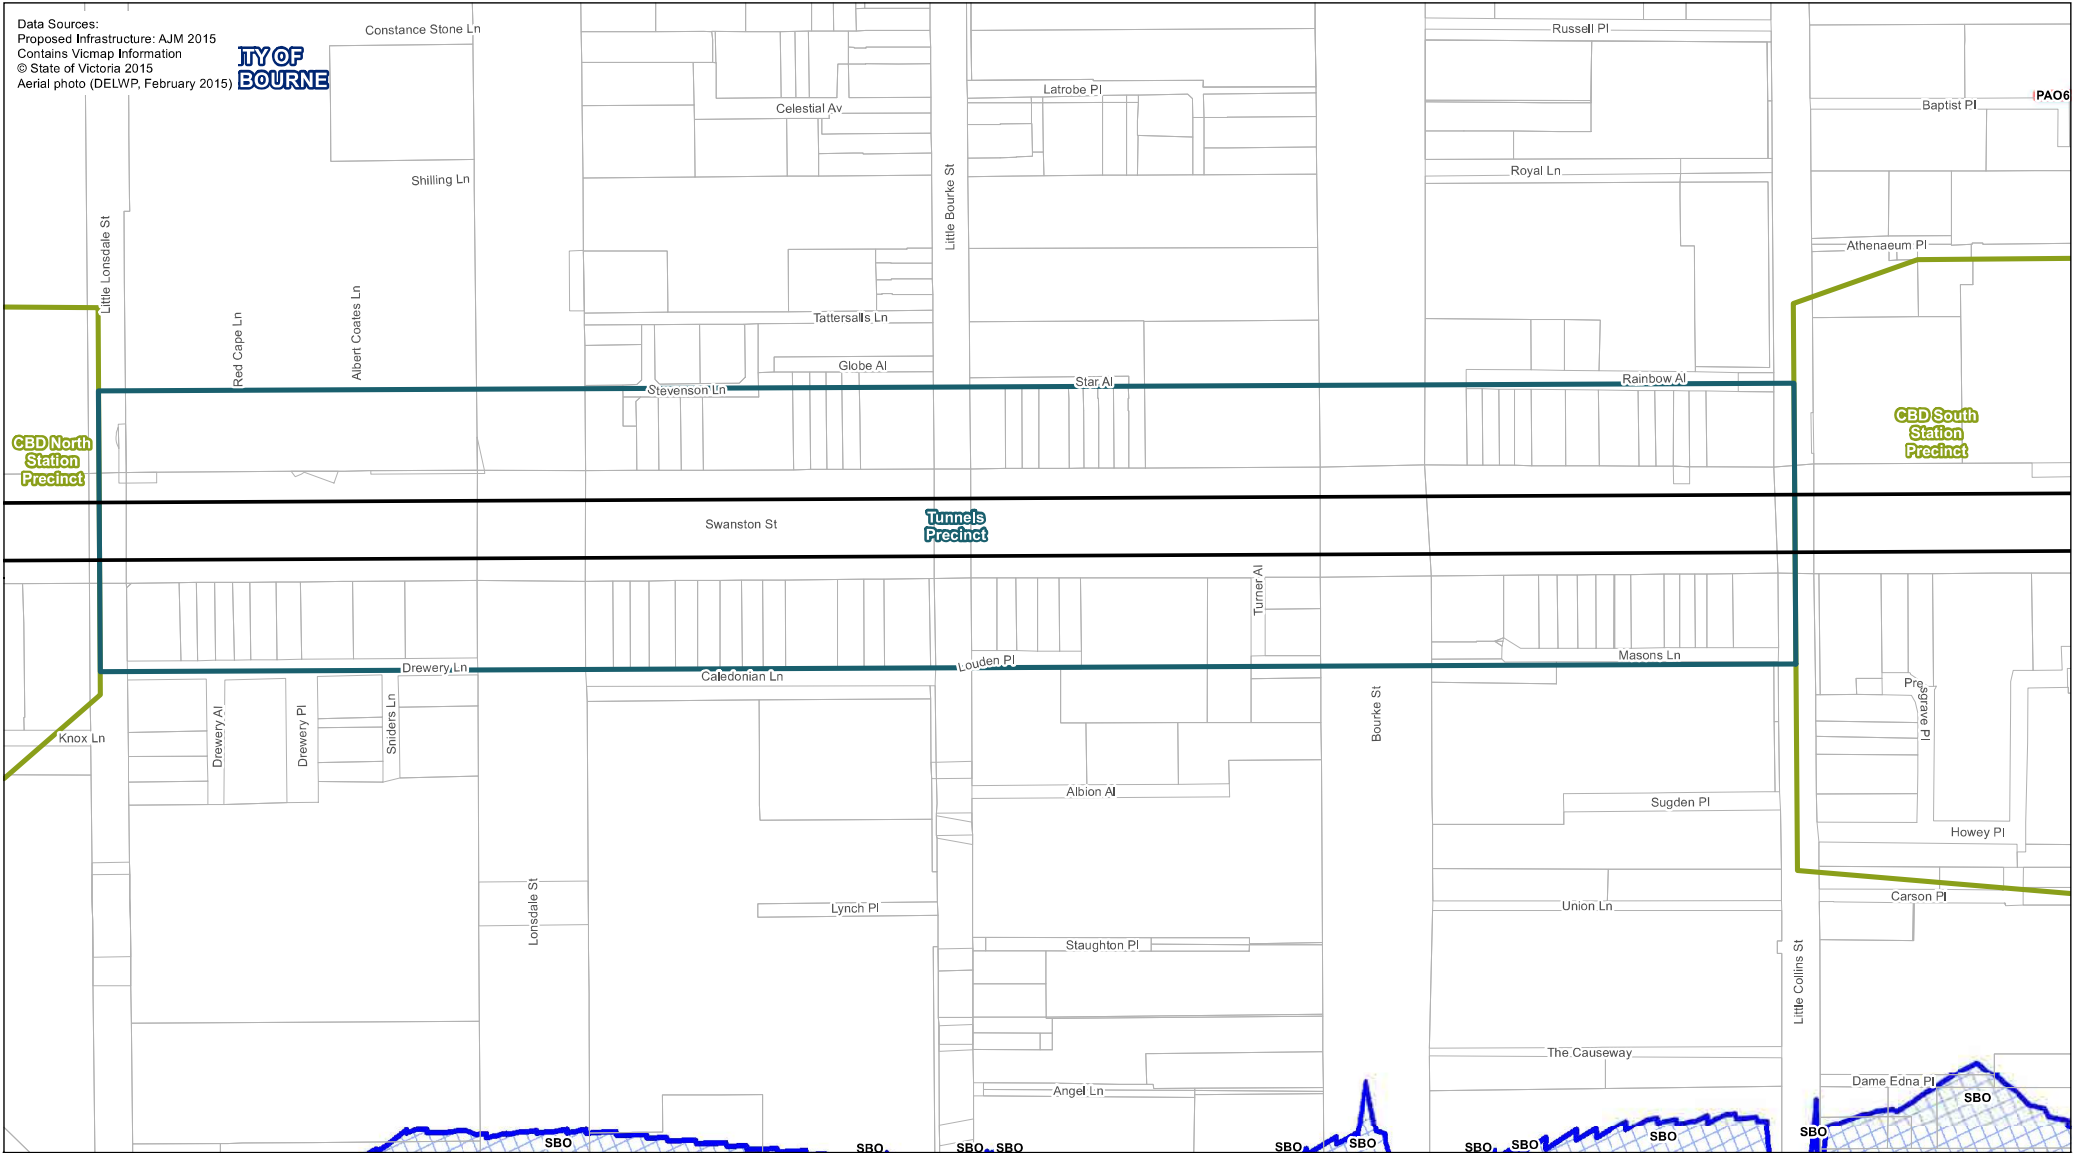 Data Sources:
Proposed Infrastructure: AJM 2015
Contains Vicmap Information
© State of Victoria 2015
Aerial photo (DELWP, February 2015)
ITY OF
BOURNE
Constance Stone Ln
Shilling Ln
Celestial Av
Latrobe Pl
Russell Pl
Baptist Pl
PAO6
Royal Ln
Little Lonsdale St
Little Bourke St
Athenaeum Pl
Red Cape Ln
Albert Coates Ln
Tattersalls Ln
Globe Al
Stevenson Ln
Star Al
Rainbow Al
CBD North
Station
Precinct
CBD South
Station
Precinct
Swanston St
Tunnels
Precinct
Turner Al
Drewery Ln
Caledonian Ln
Louden Pl
Masons Ln
Presgrave Pl
Knox Ln
Drewery Al
Drewery Pl
Sniders Ln
Bourke St
Albion Al
Sugden Pl
Howey Pl
Lonsdale St
Lynch Pl
Union Ln
Carson Pl
Staughton Pl
Little Collins St
The Causeway
Angel Ln
Dame Edna Pl
SBO
SBO
SBO
SBO
SBO
SBO
SBO
SBO
SBO
SBO
SBO